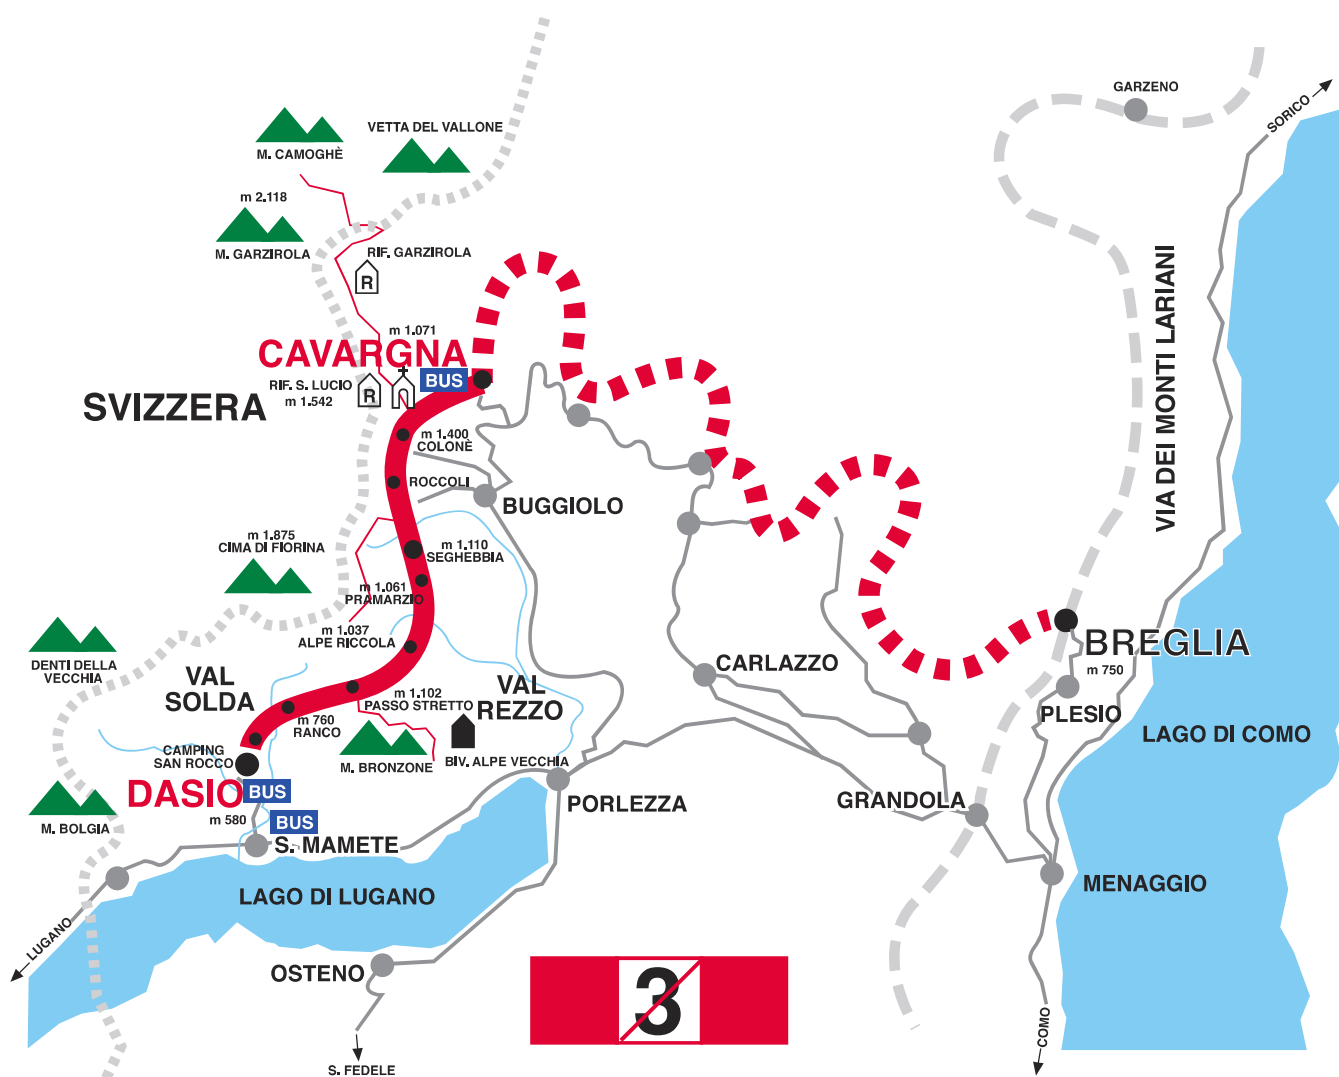 GARZENO
SORICO
VETTA DEL VALLONE
M. CAMOGHÈ
m 2.118
M. GARZIROLA
RIF. GARZIROLA
R
VIA DEI MONTI LARIANI
m 1.071
CAVARGNA
BUS
RIF. S. LUCIO
m 1.542
R
SVIZZERA
m 1.400
COLONÈ
ROCCOLI
BUGGIOLO
m 1.875
CIMA DI FIORINA
m 1.110
SEGHEBBIA
m 1.061
PRAMARZIO
m 1.037
ALPE RICCOLA
DENTI DELLA
VECCHIA
VAL
SOLDA
m 1.102
PASSO STRETTO
VAL
REZZO
CARLAZZO
BREGLIA
m 750
PLESIO
m 760
RANCO
LAGO DI COMO
CAMPING
SAN ROCCO
M. BRONZONE
BIV. ALPE VECCHIA
DASIO
BUS
m 580
BUS
M. BOLGIA
PORLEZZA
GRANDOLA
S. MAMETE
MENAGGIO
LAGO DI LUGANO
LUGANO
OSTENO
3
COMO
S. FEDELE